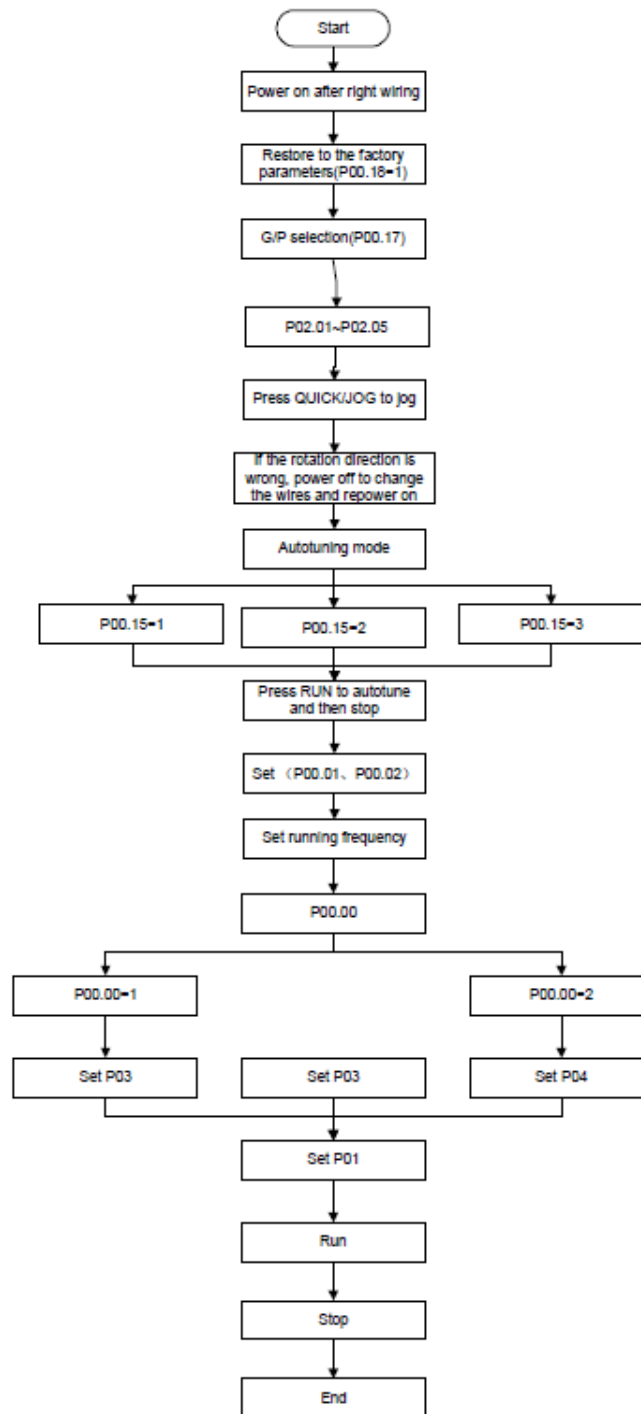 Start
Power on after right wiring
Restore to the factory
parameters(P00.18=1)
G/P selection(P00.17)
P02.01~P02.05
Press QUICK/JOG to jog
If the rotation direction is
wrong, power off to change
the wires and repower on
Autotuning mode
P00.15=1
P00.15=2
P00.15=3
Press RUN to autotune
and then stop
Set （P00.01、P00.02）
Set running frequency
P00.00
P00.00=1
P00.00=2
Set P03
Set P03
Set P04
Set P01
Run
Stop
End